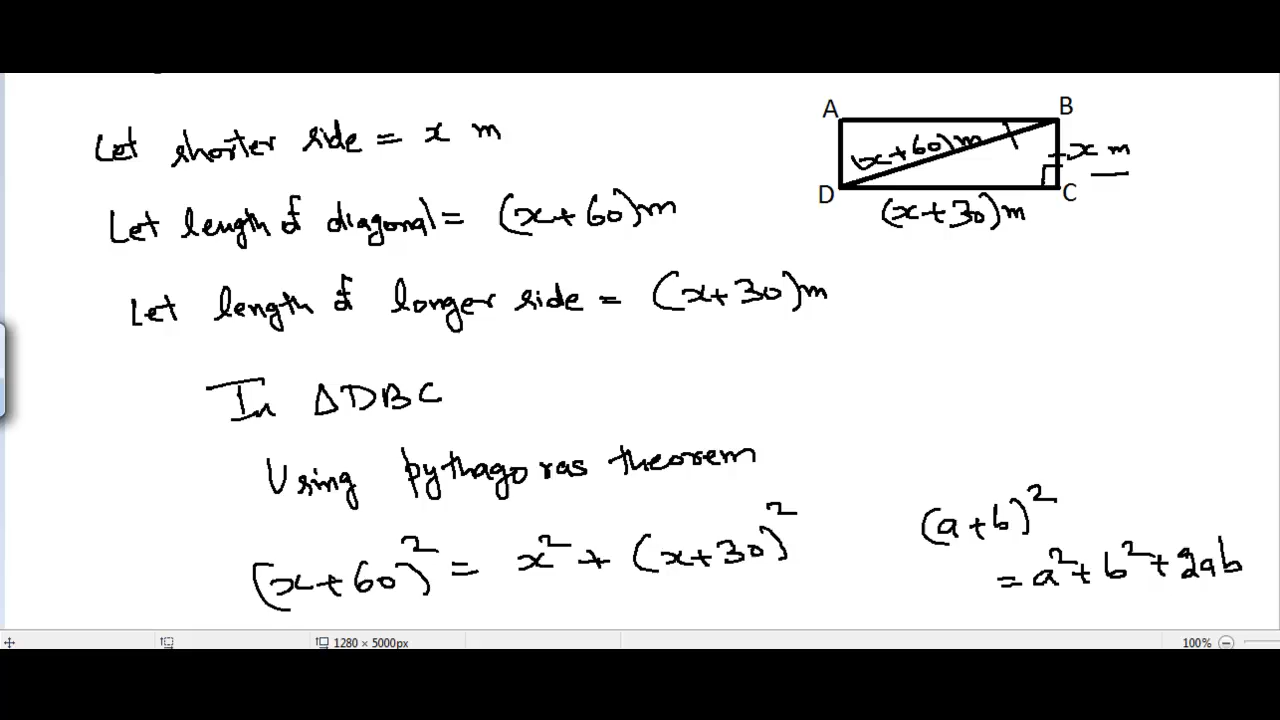 Let shorter side = x m
Let length of diagonal = (x+60)m
Let length of longer side = (x+30)m
In ΔDBC
Using pythagoras theorem
(x+60)² = x² + (x+30)²
A
B
(x+60)m
x m
D
C
(x+30)m
(a+b)²
= a² + b² + 2ab
1280 × 5000px
100%